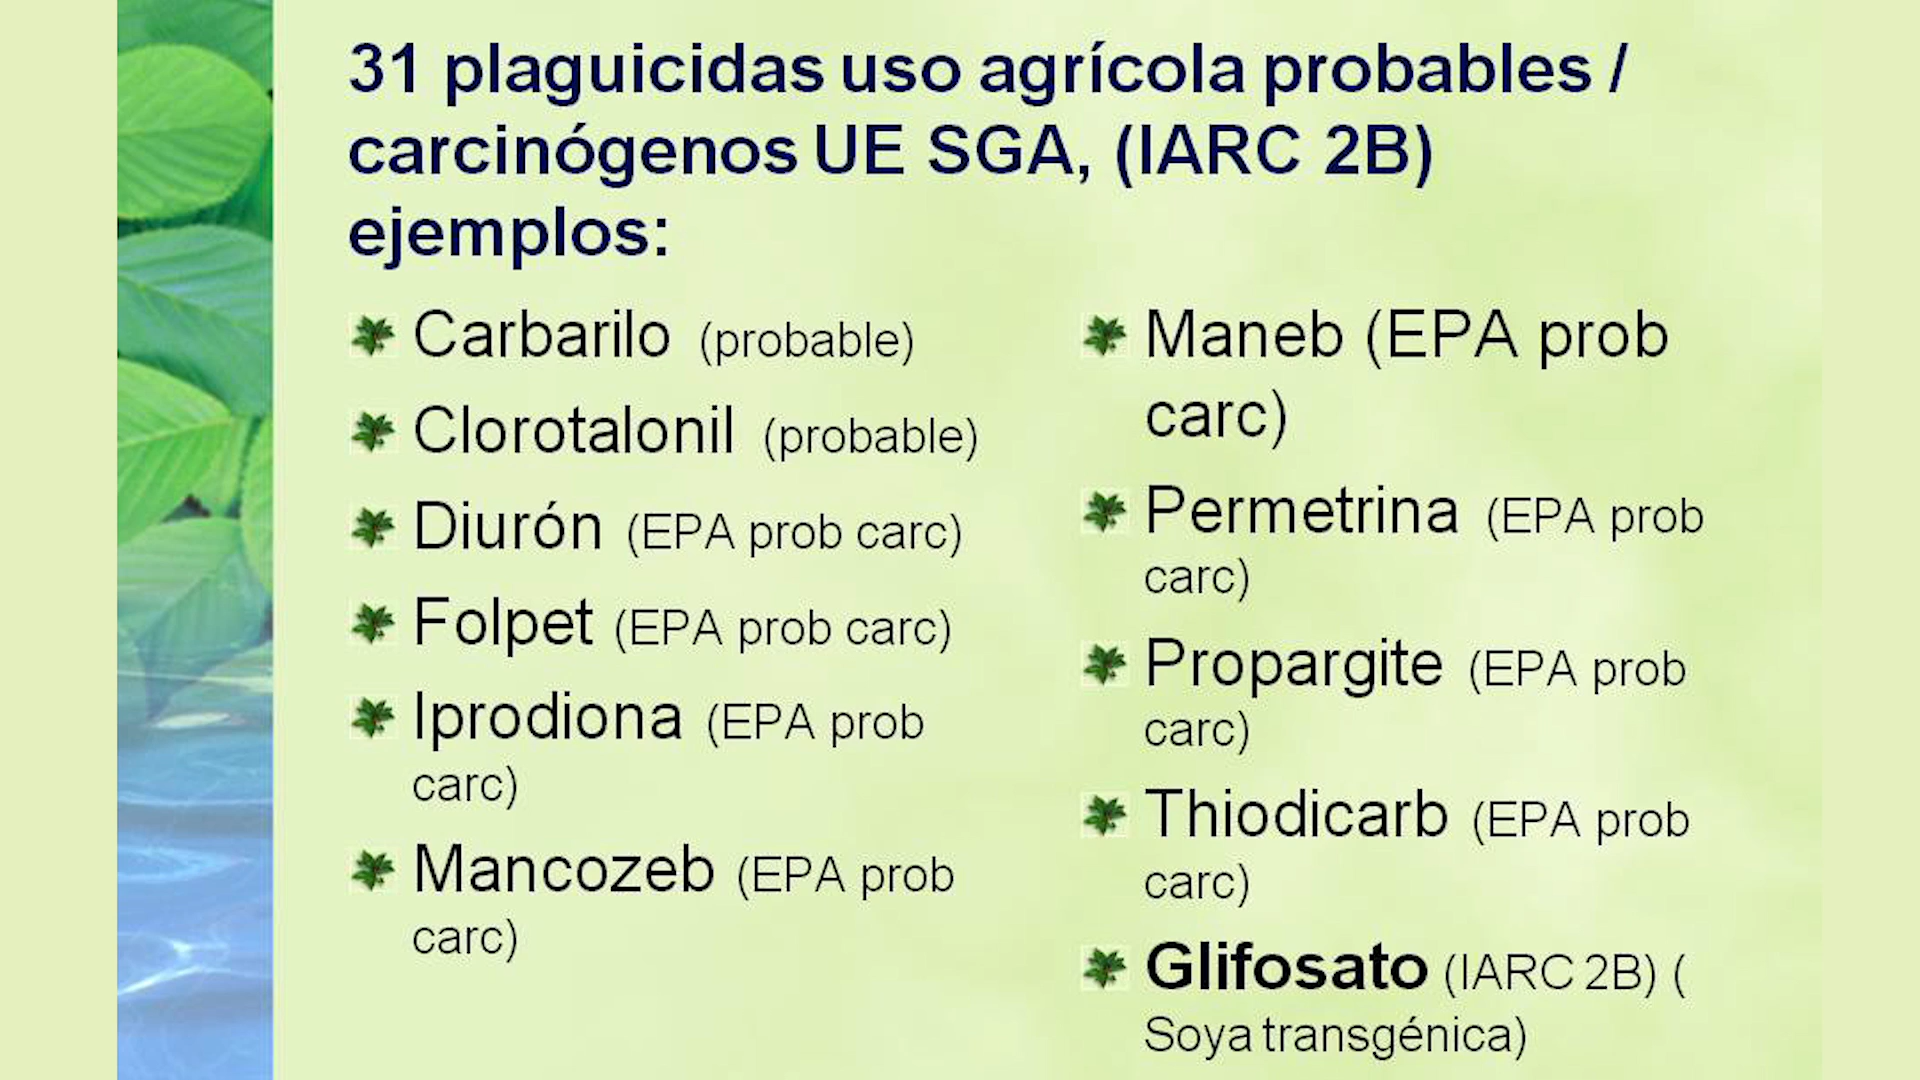 31 plaguicidas uso agrícola probables /
carcinógenos UE SGA, (IARC 2B)
ejemplos:
Carbarilo (probable)
Clorotalonil (probable)
Diurón (EPA prob carc)
Folpet (EPA prob carc)
Iprodiona (EPA prob
carc)
Mancozeb (EPA prob
carc)
Maneb (EPA prob
carc)
Permetrina (EPA prob
carc)
Propargite (EPA prob
carc)
Thiodicarb (EPA prob
carc)
Glifosato (IARC 2B) (
Soya transgénica)